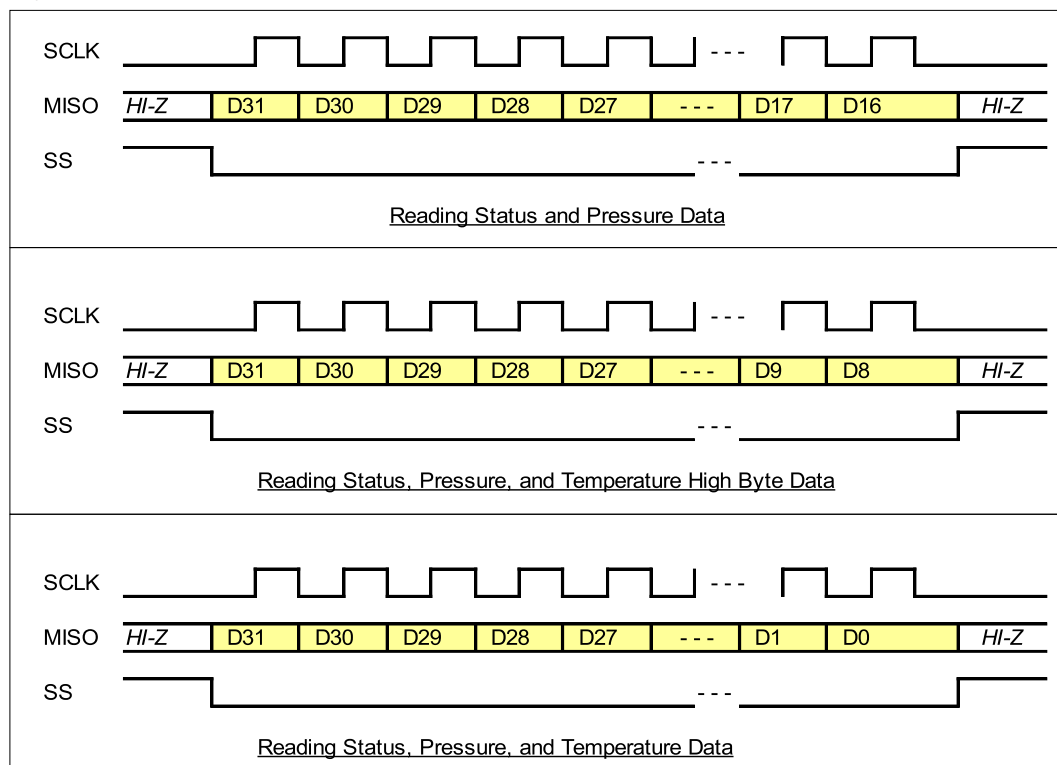 SCLK - - -
MISO HI-Z D31 D30 D29 D28 D27 - - - D17 D16 HI-Z
SS - - -
Reading Status and Pressure Data
SCLK - - -
MISO HI-Z D31 D30 D29 D28 D27 - - - D9 D8 HI-Z
SS - - -
Reading Status, Pressure, and Temperature High Byte Data
SCLK - - -
MISO HI-Z D31 D30 D29 D28 D27 - - - D1 D0 HI-Z
SS - - -
Reading Status, Pressure, and Temperature Data